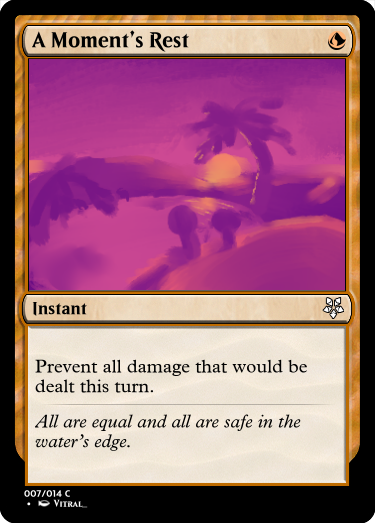 A Moment's Rest
Instant
Prevent all damage that would be
dealt this turn.
All are equal and all are safe in the
water's edge.
007/014 C
• Vitral_